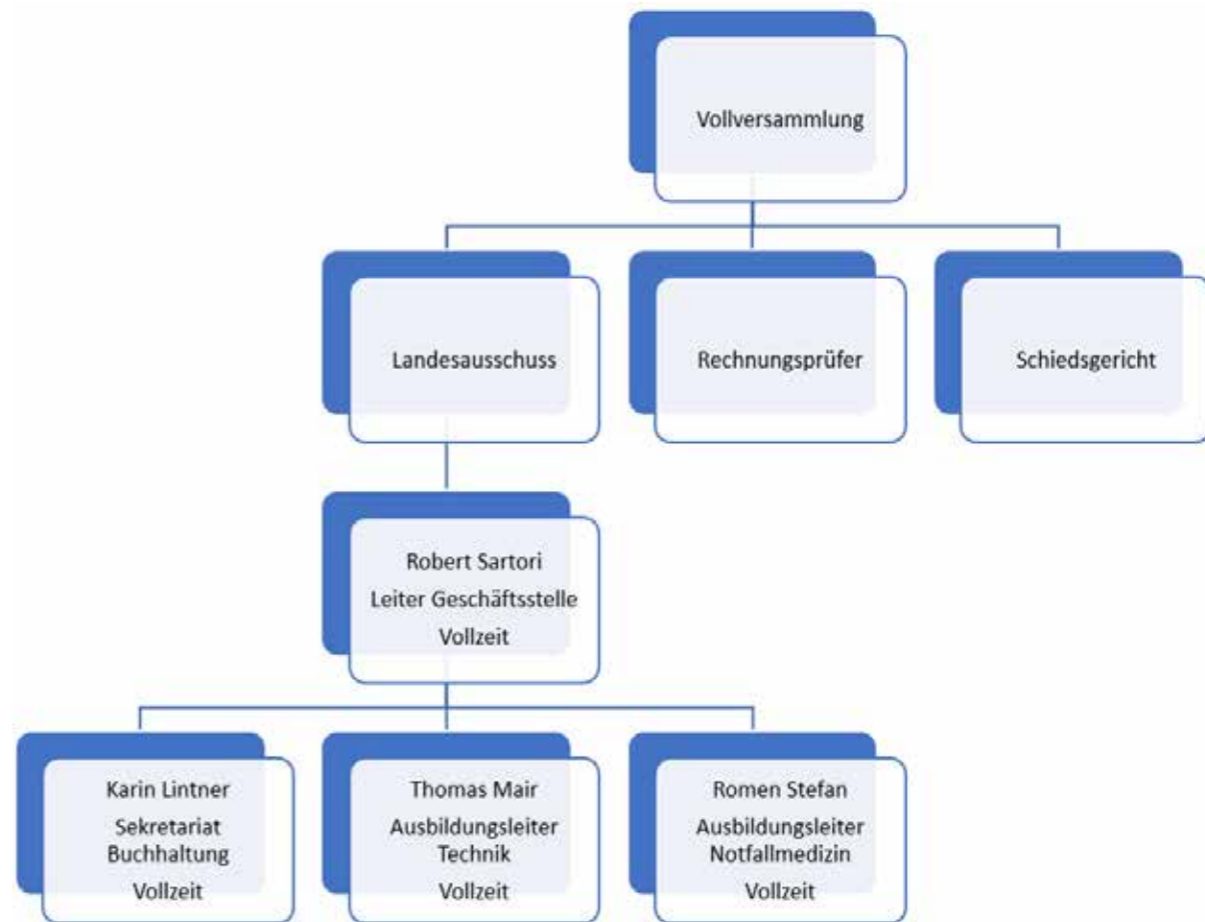 Vollversammlung
Landesausschuss
Rechnungsprüfer
Schiedsgericht
Robert Sartori
Leiter Geschäftsstelle
Vollzeit
Karin Lintner
Sekretariat
Buchhaltung
Vollzeit
Thomas Mair
Ausbildungsleiter
Technik
Vollzeit
Romen Stefan
Ausbildungsleiter
Notfallmedizin
Vollzeit